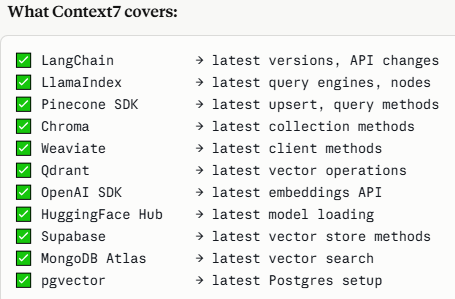 What Context7 covers:
✅ LangChain → latest versions, API changes
✅ LlamaIndex → latest query engines, nodes
✅ Pinecone SDK → latest upsert, query methods
✅ Chroma → latest collection methods
✅ Weaviate → latest client methods
✅ Qdrant → latest vector operations
✅ OpenAI SDK → latest embeddings API
✅ HuggingFace Hub → latest model loading
✅ Supabase → latest vector store methods
✅ MongoDB Atlas → latest vector search
✅ pgvector → latest Postgres setup